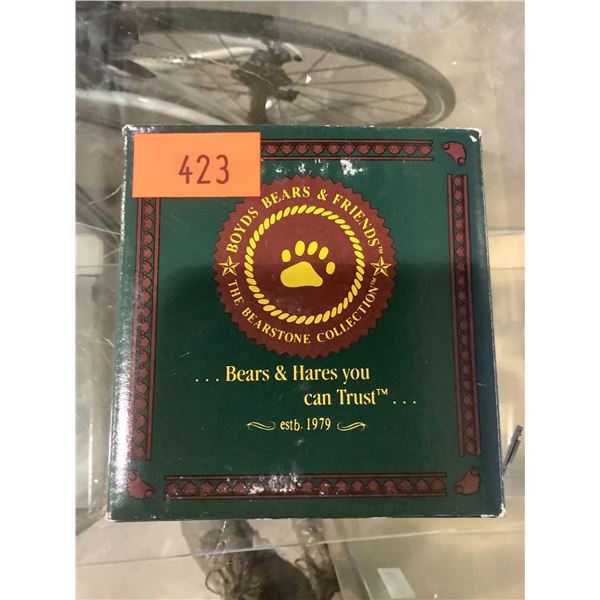 423
BOYDS BEARS & FRIENDS™
THE BEARSTONE COLLECTION™
...Bears & Hares you
can Trust™...
estb. 1979